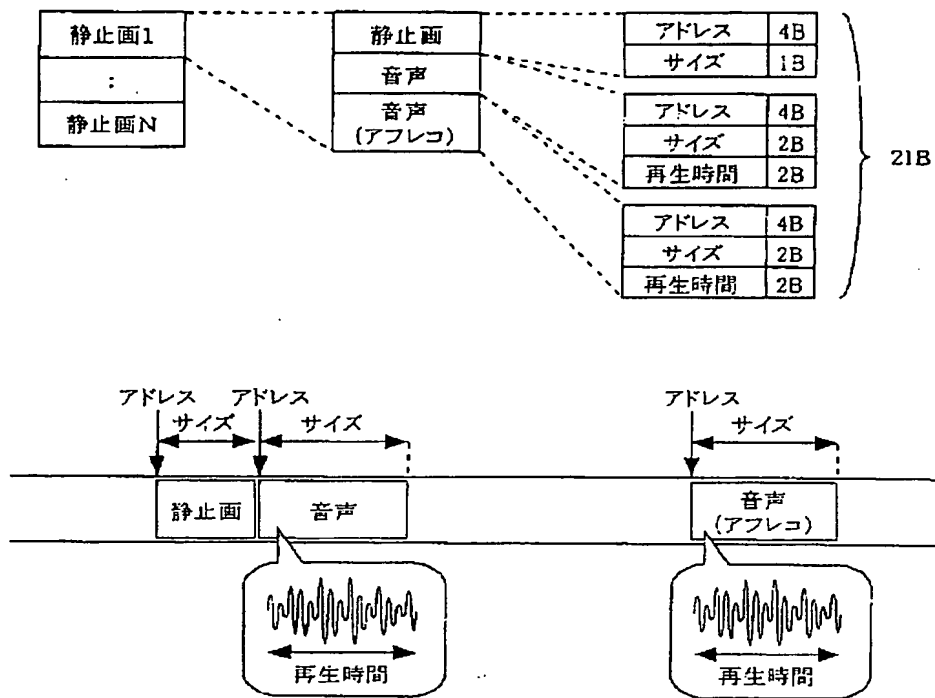 静止画1
:
静止画N
静止画
音声
音声
(アフレコ)
アドレス 4B
サイズ 1B
アドレス 4B
サイズ 2B
再生時間 2B
アドレス 4B
サイズ 2B
再生時間 2B
21B
アドレス アドレス アドレス
サイズ サイズ サイズ
静止画 音声 音声
(アフレコ)
再生時間 再生時間